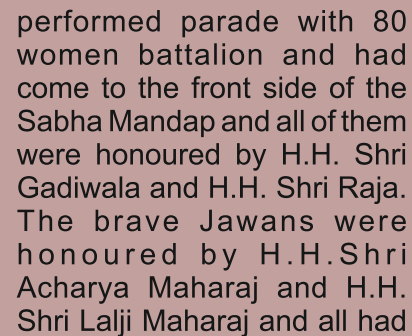 performed parade with 80
women battalion and had
come to the front side of the
Sabha Mandap and all of them
were honoured by H.H. Shri
Gadiwala and H.H. Shri Raja.
The brave Jawans were
honoured by H.H.Shri
Acharya Maharaj and H.H.
Shri Lalji Maharaj and all had